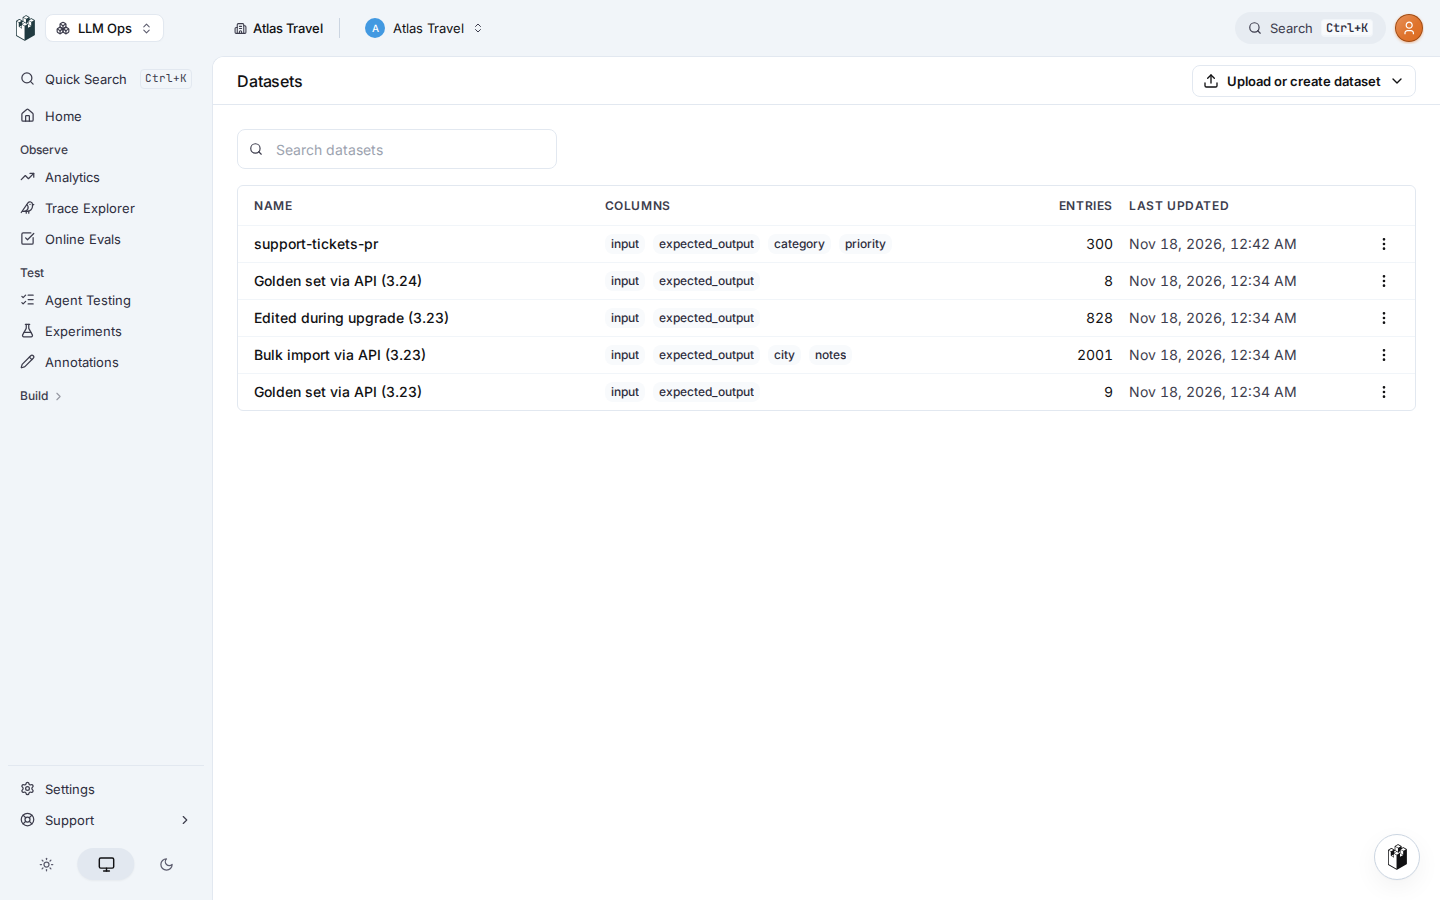 LLM Ops
Atlas Travel
A Atlas Travel
Search Ctrl+K
Quick Search Ctrl+K
Home
Observe
Analytics
Trace Explorer
Online Evals
Test
Agent Testing
Experiments
Annotations
Build
Settings
Support
Datasets
Upload or create dataset
Search datasets
NAME COLUMNS ENTRIES LAST UPDATED
support-tickets-pr input expected_output category priority 300 Nov 18, 2026, 12:42 AM
Golden set via API (3.24) input expected_output 8 Nov 18, 2026, 12:34 AM
Edited during upgrade (3.23) input expected_output 828 Nov 18, 2026, 12:34 AM
Bulk import via API (3.23) input expected_output city notes 2001 Nov 18, 2026, 12:34 AM
Golden set via API (3.23) input expected_output 9 Nov 18, 2026, 12:34 AM